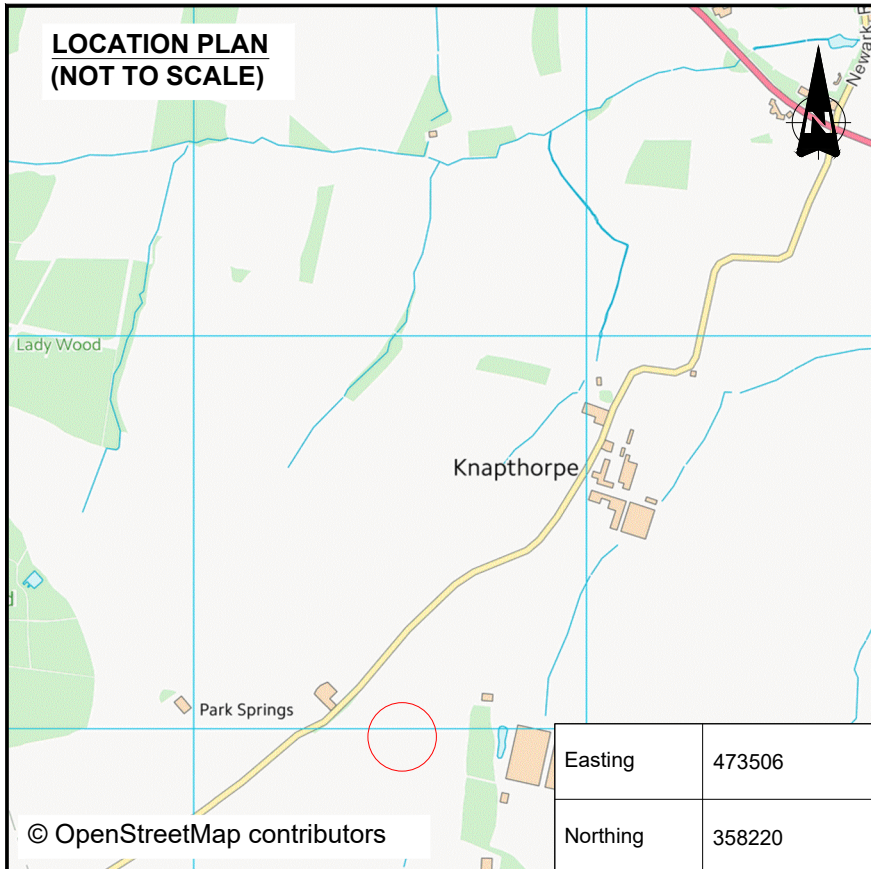 LOCATION PLAN
(NOT TO SCALE)
Newark-R
N
Lady Wood
Knapthorpe
d
Park Springs
Easting 473506
Northing 358220
© OpenStreetMap contributors